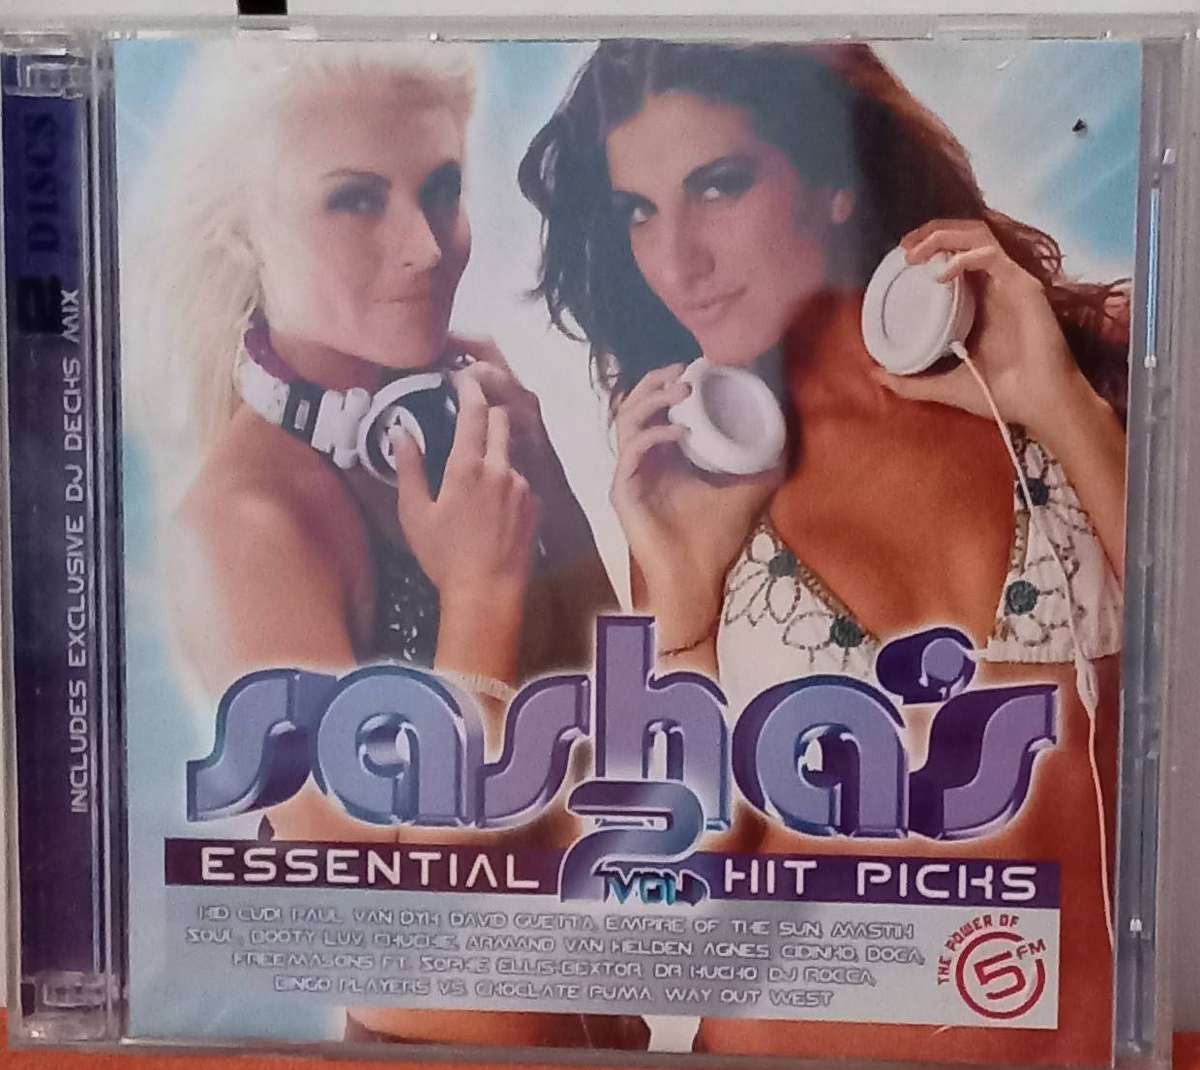 2 DISCS
INCLUDES EXCLUSIVE DJ DECKS MIX
sasha's
ESSENTIAL 2 VOL HIT PICKS
KID CUDI, PAUL VAN DYK, DAVID GUETTA, EMPIRE OF THE SUN, MASTIK
SOUL, BOOTY LUV, CHUCKIE, ARMAND VAN HELDEN, AGNES, CIDINHO, DOCA,
FREEMASONS FT. SOPHIE ELLIS-BEXTOR, DR KUCHO, DJ ROCCA,
BINGO PLAYERS VS. CHOCLATE PUMA, WAY OUT WEST
THE POWER OF
5FM